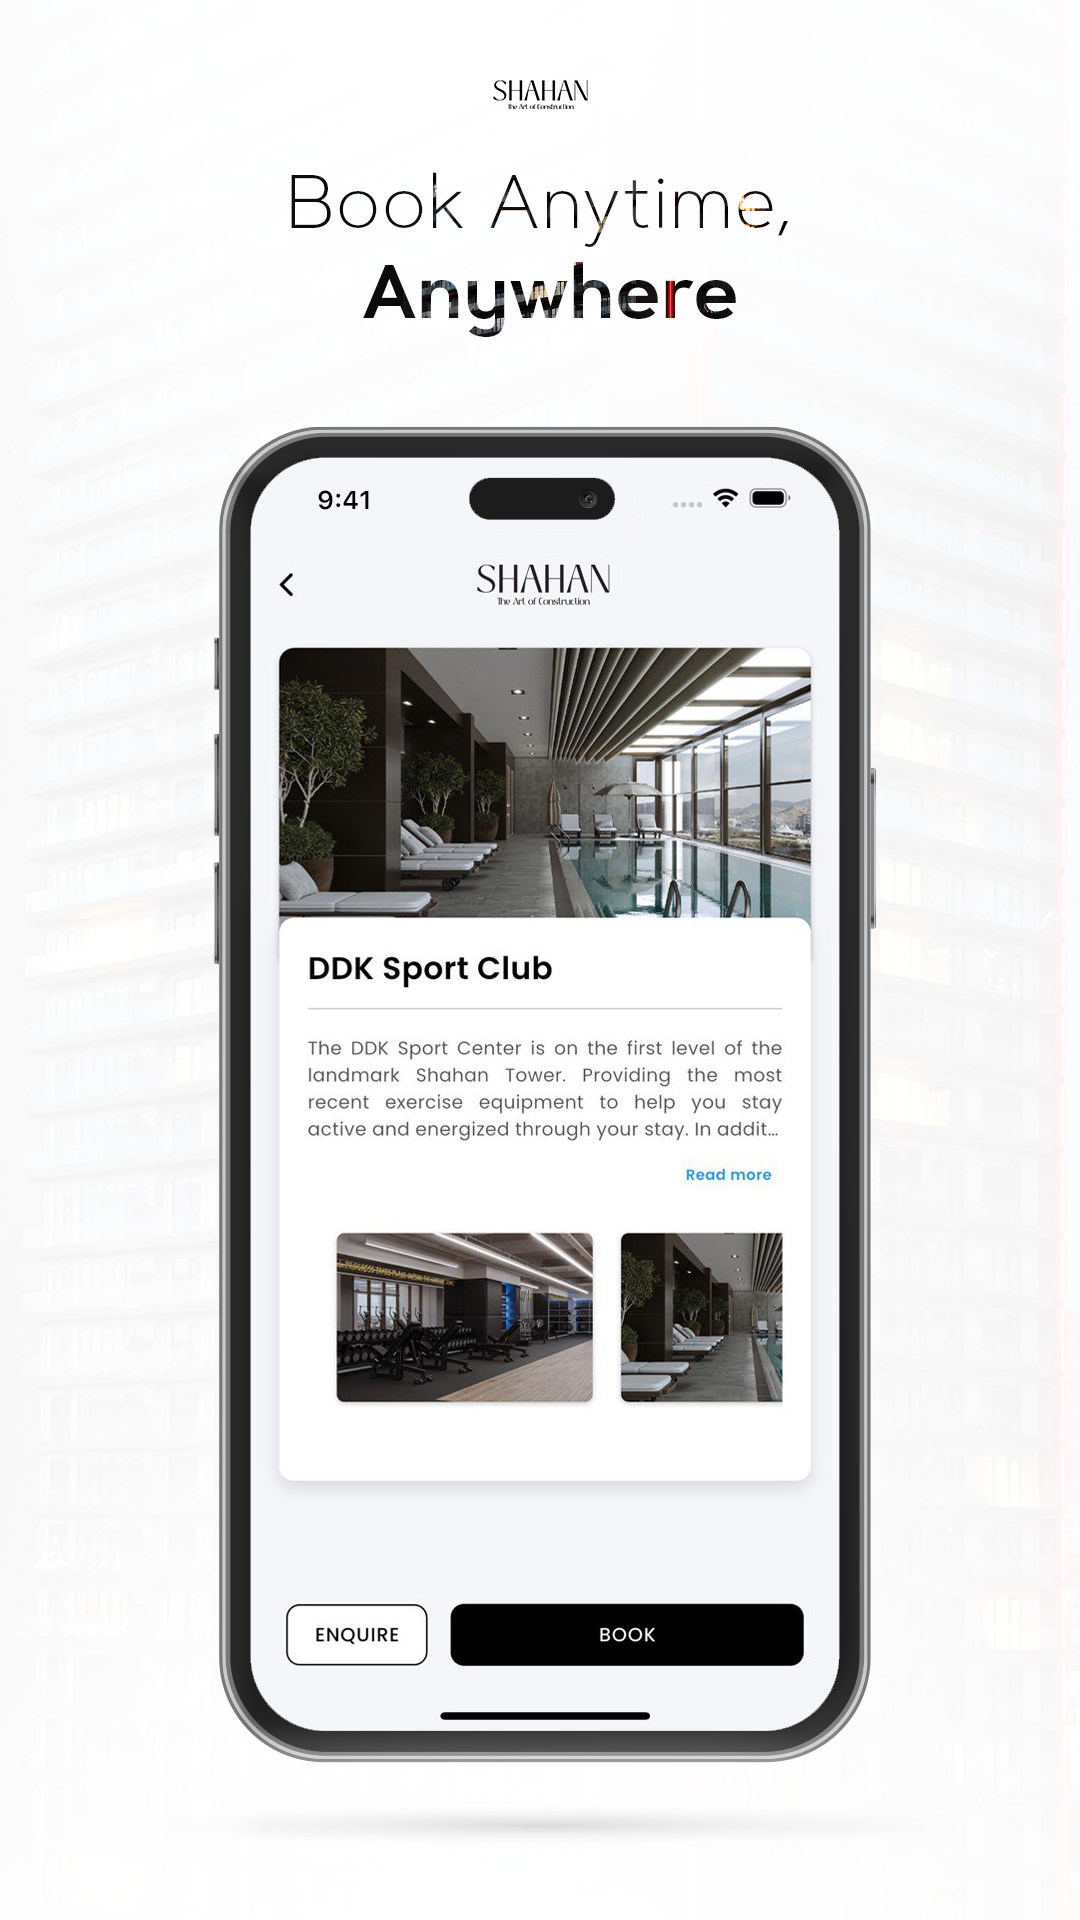 SHAHAN
The Art of Construction
Book Anytime,
Anywhere
9:41
SHAHAN
The Art of Construction
DDK Sport Club
The DDK Sport Center is on the first level of the
landmark Shahan Tower. Providing the most
recent exercise equipment to help you stay
active and energized through your stay. In addit...
Read more
ENQUIRE
BOOK